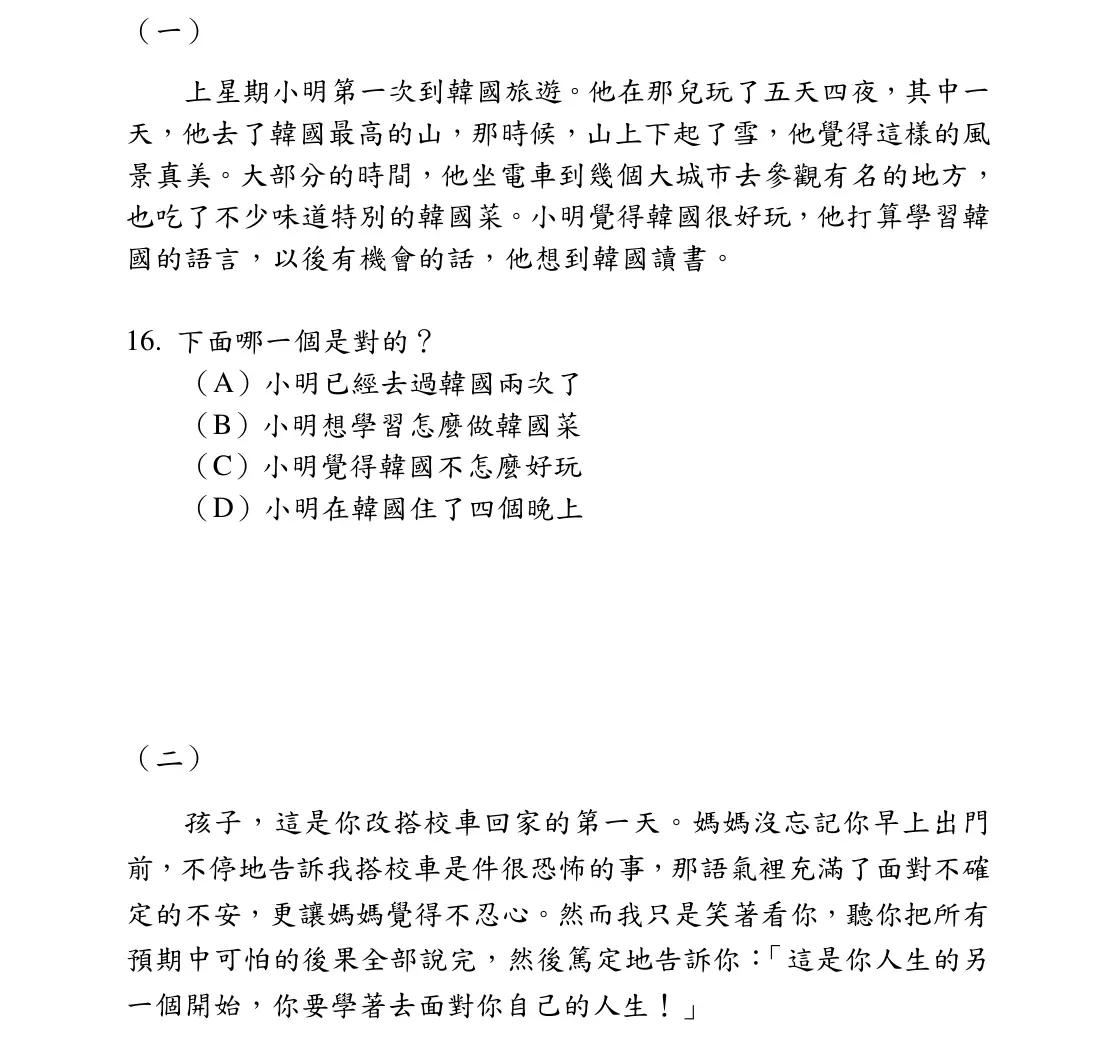 （一）
上星期小明第一次到韓國旅遊。他在那兒玩了五天四夜，其中一
天，他去了韓國最高的山，那時候，山上下起了雪，他覺得這樣的風
景真美。大部分的時間，他坐電車到幾個大城市去參觀有名的地方，
也吃了不少味道特別的韓國菜。小明覺得韓國很好玩，他打算學習韓
國的語言，以後有機會的話，他想到韓國讀書。
16. 下面哪一個是對的？
（A）小明已經去過韓國兩次了
（B）小明想學習怎麼做韓國菜
（C）小明覺得韓國不怎麼好玩
（D）小明在韓國住了四個晚上
（二）
孩子，這是你改搭校車回家的第一天。媽媽沒忘記你早上出門
前，不停地告訴我搭校車是件很恐怖的事，那語氣裡充滿了面對不確
定的不安，更讓媽媽覺得不忍心。然而我只是笑著看你，聽你把所有
預期中可怕的後果全部說完，然後篤定地告訴你：「這是你人生的另
一個開始，你要學著去面對你自己的人生！」